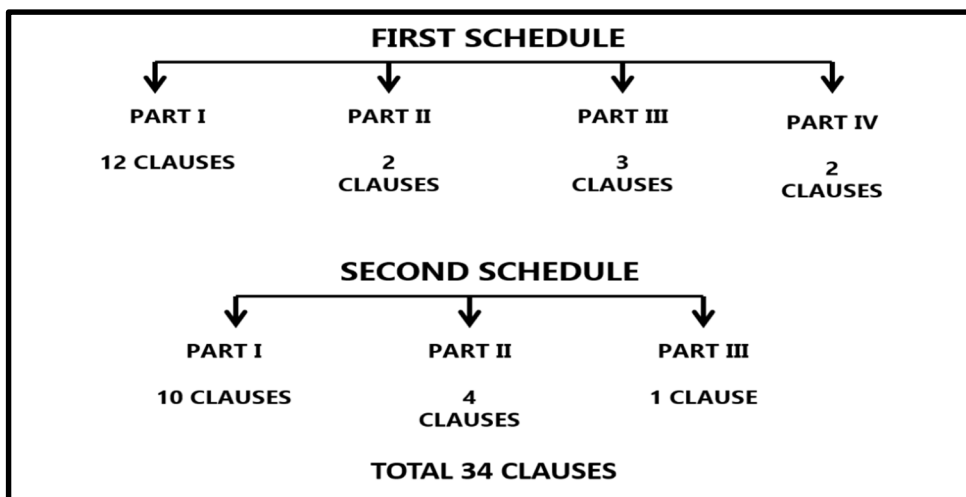 FIRST SCHEDULE
PART I
12 CLAUSES
PART II
2
CLAUSES
PART III
3
CLAUSES
PART IV
2
CLAUSES
SECOND SCHEDULE
PART I
10 CLAUSES
PART II
4
CLAUSES
PART III
1 CLAUSE
TOTAL 34 CLAUSES